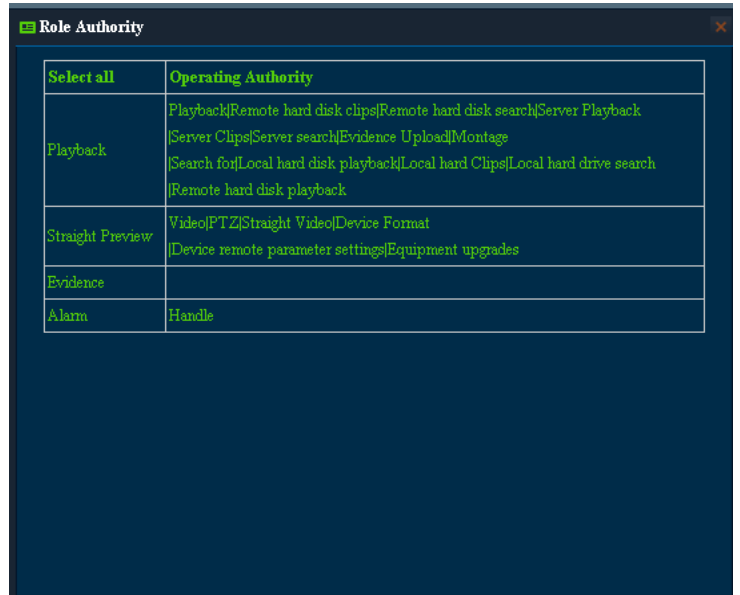 Role Authority
Select all Operating Authority
Playback Playback|Remote hard disk clips|Remote hard disk search|Server Playback
|Server Clips|Server search|Evidence Upload|Montage
|Search for|Local hard disk playback|Local hard Clips|Local hard drive search
|Remote hard disk playback
Straight Preview Video|PTZ|Straight Video|Device Format
|Device remote parameter settings|Equipment upgrades
Evidence
Alarm Handle